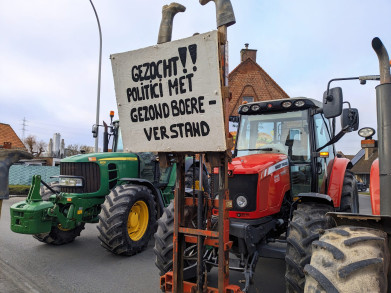 GEZOCHT!!
POLITICI MET
GEZOND BOERE-
VERSTAND